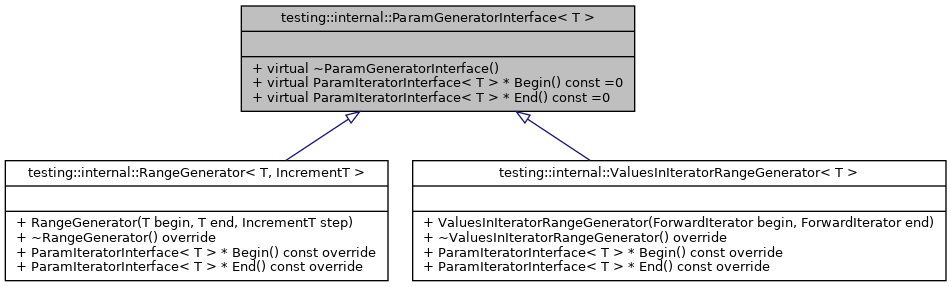 testing::internal::ParamGeneratorInterface< T >
+ virtual ~ParamGeneratorInterface()
+ virtual ParamIteratorInterface< T > * Begin() const =0
+ virtual ParamIteratorInterface< T > * End() const =0
testing::internal::RangeGenerator< T, IncrementT >
+ RangeGenerator(T begin, T end, IncrementT step)
+ ~RangeGenerator() override
+ ParamIteratorInterface< T > * Begin() const override
+ ParamIteratorInterface< T > * End() const override
testing::internal::ValuesInIteratorRangeGenerator< T >
+ ValuesInIteratorRangeGenerator(ForwardIterator begin, ForwardIterator end)
+ ~ValuesInIteratorRangeGenerator() override
+ ParamIteratorInterface< T > * Begin() const override
+ ParamIteratorInterface< T > * End() const override